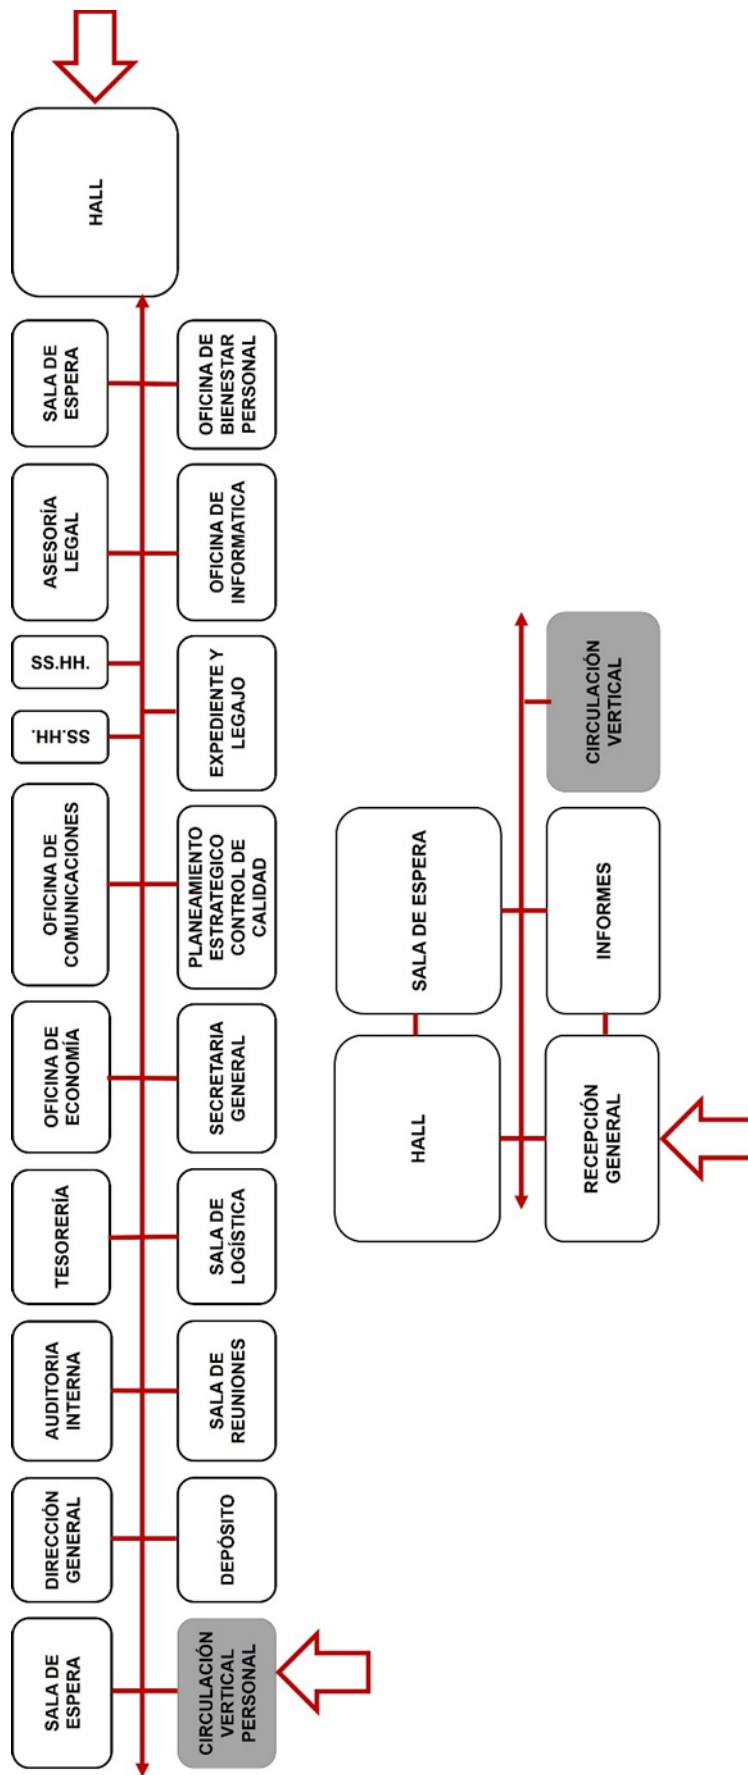 SALA DE
ESPERA
DIRECCIÓN
GENERAL
AUDITORIA
INTERNA
TESORERÍA
OFICINA DE
ECONOMÍA
OFICINA DE
COMUNICACIONES
SS.HH.
SS.HH.
ASESORÍA
LEGAL
SALA DE
ESPERA
HALL
CIRCULACIÓN
VERTICAL
PERSONAL
DEPÓSITO
SALA DE
REUNIONES
SALA DE
LOGÍSTICA
SECRETARIA
GENERAL
PLANEAMIENTO
ESTRATEGICO
CONTROL DE
CALIDAD
EXPEDIENTE Y
LEGAJO
OFICINA DE
INFORMATICA
OFICINA DE
BIENESTAR
PERSONAL
HALL
SALA DE ESPERA
RECEPCIÓN
GENERAL
INFORMES
CIRCULACIÓN
VERTICAL